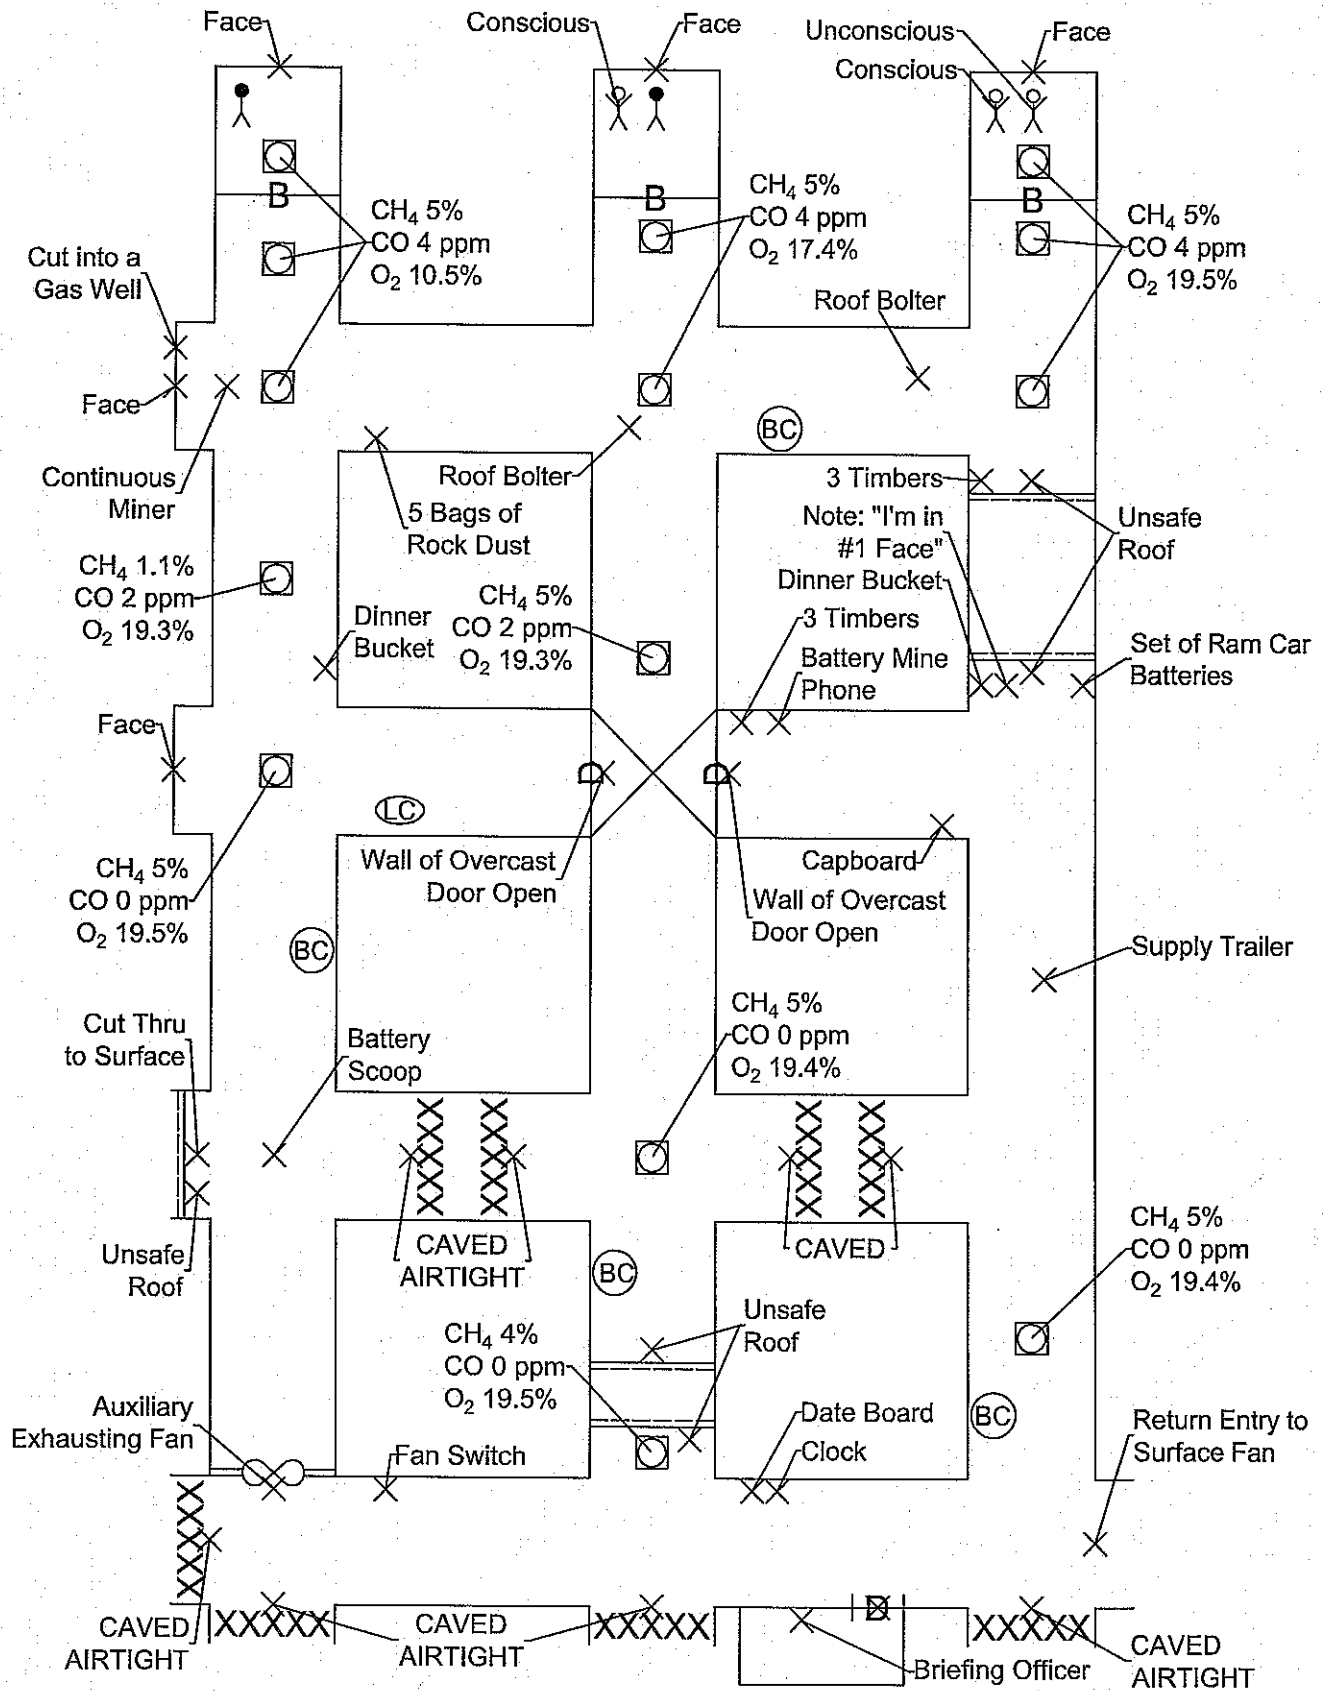 Face
Conscious
Face
Unconscious
Conscious
Face
B
CH₄ 5%
CO 4 ppm
O₂ 10.5%
B
CH₄ 5%
CO 4 ppm
O₂ 17.4%
B
CH₄ 5%
CO 4 ppm
O₂ 19.5%
Cut into a
Gas Well
Roof Bolter
Face
BC
Continuous
Miner
Roof Bolter
5 Bags of
Rock Dust
3 Timbers
Note: "I'm in
#1 Face"
Dinner Bucket
Unsafe
Roof
CH₄ 1.1%
CO 2 ppm
O₂ 19.3%
CH₄ 5%
CO 2 ppm
O₂ 19.3%
Dinner
Bucket
3 Timbers
Battery Mine
Phone
Set of Ram Car
Batteries
Face
D
D
LC
Wall of Overcast
Door Open
Capboard
Wall of Overcast
Door Open
CH₄ 5%
CO 0 ppm
O₂ 19.5%
BC
Supply Trailer
Cut Thru
to Surface
Battery
Scoop
CH₄ 5%
CO 0 ppm
O₂ 19.4%
Unsafe
Roof
CAVED
AIRTIGHT
BC
CAVED
CH₄ 5%
CO 0 ppm
O₂ 19.4%
CH₄ 4%
CO 0 ppm
O₂ 19.5%
Unsafe
Roof
Auxiliary
Exhausting Fan
Fan Switch
Date Board
Clock
BC
Return Entry to
Surface Fan
D
CAVED
AIRTIGHT
CAVED
AIRTIGHT
Briefing Officer
CAVED
AIRTIGHT